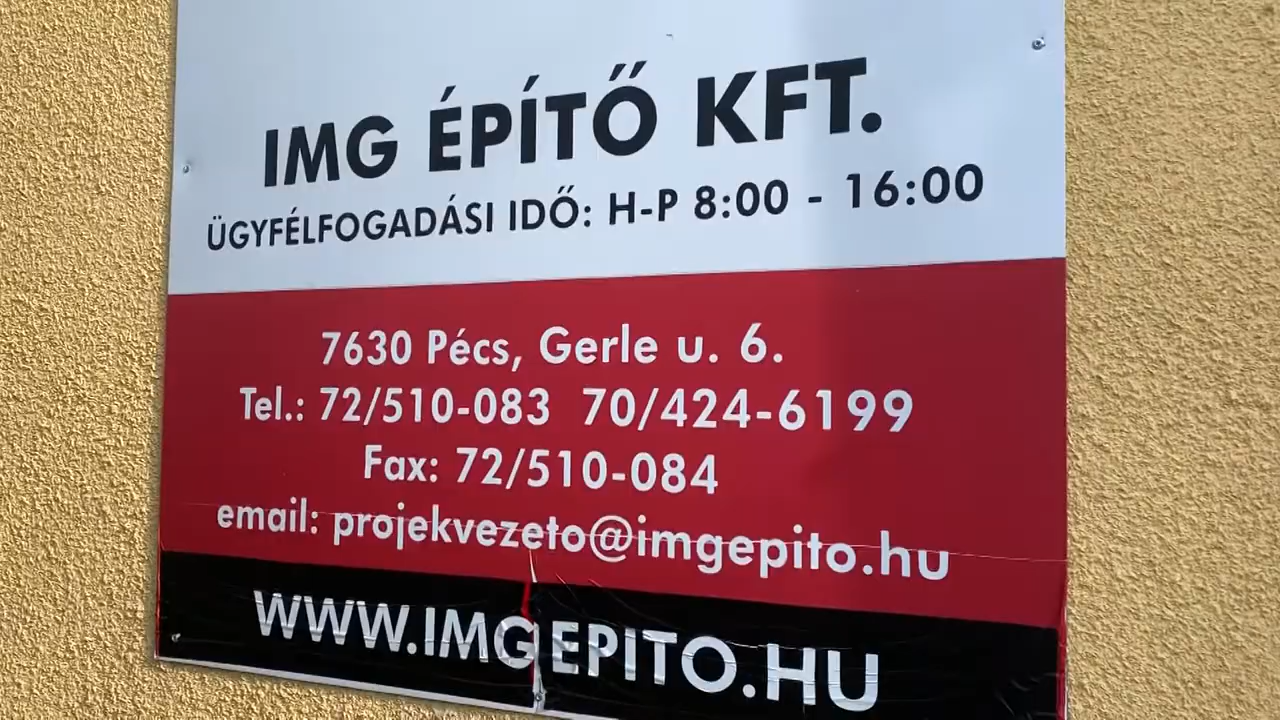 IMG ÉPÍTŐ KFT.
ÜGYFÉLFOGADÁSI IDŐ: H-P 8:00 - 16:00
7630 Pécs, Gerle u. 6.
Tel.: 72/510-083 70/424-6199
Fax: 72/510-084
email: projekvezeto@imgepito.hu
WWW.IMGEPITO.HU